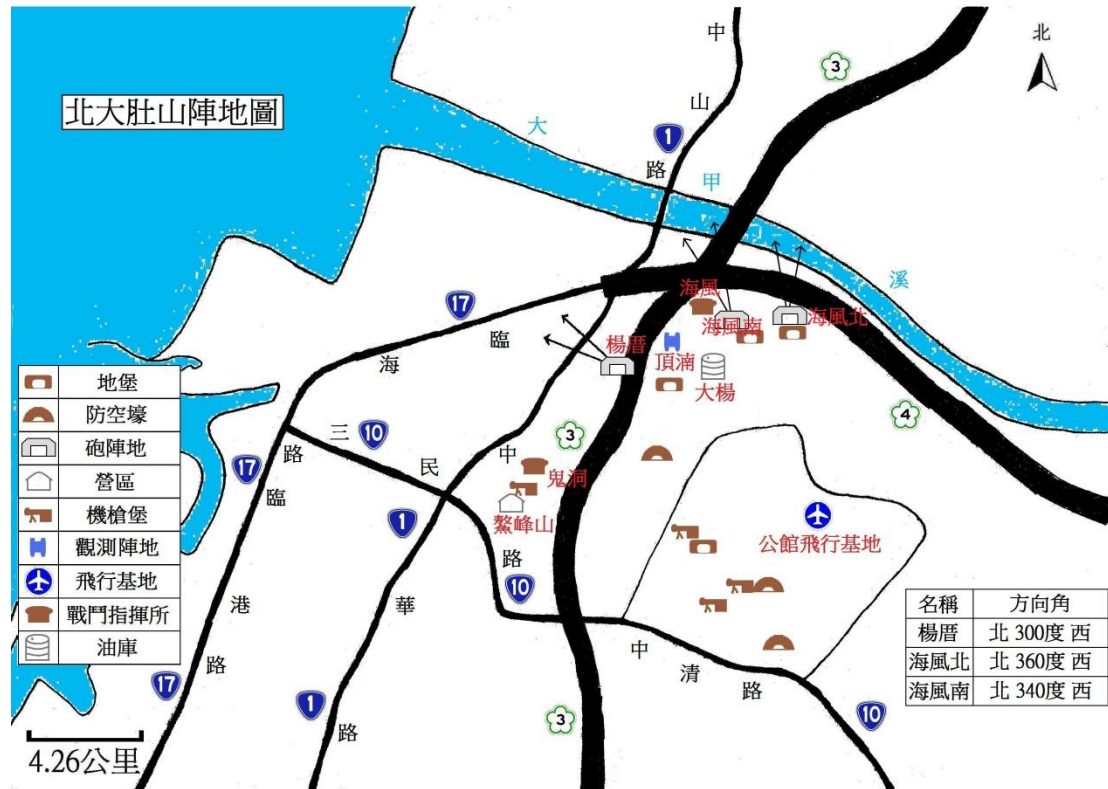 北大肚山陣地圖
北
中
山
路
1
3
大
甲
溪
17
臨
海
路
海風
海風南
海風北
楊厝
頂湳
大楊
4
3
三
10
民
路
10
中
1
華
路
1
鬼洞
鰲峰山
公館飛行基地
17
臨
港
路
17
中
清
路
10
3
地堡
防空壕
砲陣地
營區
機槍堡
觀測陣地
飛行基地
戰鬥指揮所
油庫
4.26公里
名稱 方向角
楊厝 北 300度 西
海風北 北 360度 西
海風南 北 340度 西